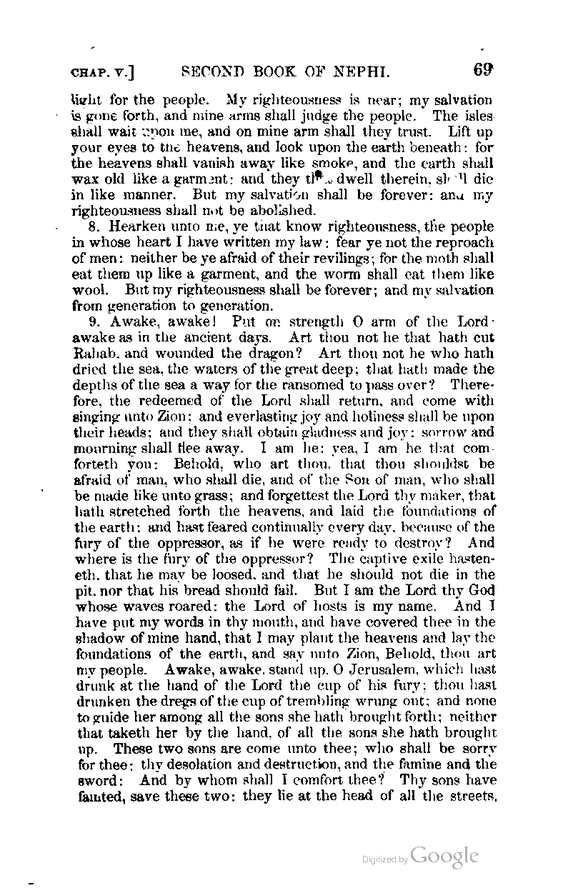 CHAP. V.] SECOND BOOK OF NEPHI. 69
light for the people. My righteousness is near; my salvation
is gone forth, and mine arms shall judge the people. The isles
shall wait upon me, and on mine arm shall they trust. Lift up
your eyes to the heavens, and look upon the earth beneath: for
the heavens shall vanish away like smoke, and the earth shall
wax old like a garment: and they that dwell therein, shall die
in like manner. But my salvation shall be forever: and my
righteousness shall not be abolished.
8. Hearken unto me, ye that know righteousness, the people
in whose heart I have written my law: fear ye not the reproach
of men: neither be ye afraid of their revilings; for the moth shall
eat them up like a garment, and the worm shall eat them like
wool. But my righteousness shall be forever; and my salvation
from generation to generation.
9. Awake, awake! Put on strength O arm of the Lord·
awake as in the ancient days. Art thou not he that hath cut
Rahab, and wounded the dragon? Art thou not he who hath
dried the sea, the waters of the great deep; that hath made the
depths of the sea a way for the ransomed to pass over? There-
fore, the redeemed of the Lord shall return, and come with
singing unto Zion: and everlasting joy and holiness shall be upon
their heads; and they shall obtain gladness and joy: sorrow and
mourning shall flee away. I am he: yea, I am he that com-
forteth you: Behold, who art thou, that thou shouldst be
afraid of man, who shall die, and of the Son of man, who shall
be made like unto grass; and forgettest the Lord thy maker, that
hath stretched forth the heavens, and laid the foundations of
the earth: and hast feared continually every day, because of the
fury of the oppressor, as if he were ready to destroy? And
where is the fury of the oppressor? The captive exile hasten-
eth, that he may be loosed, and that he should not die in the
pit, nor that his bread should fail. But I am the Lord thy God
whose waves roared: the Lord of hosts is my name. And I
have put my words in thy mouth, and have covered thee in the
shadow of mine hand, that I may plant the heavens and lay the
foundations of the earth, and say unto Zion, Behold, thou art
my people. Awake, awake, stand up, O Jerusalem, which hast
drunk at the hand of the Lord the cup of his fury; thou hast
drunken the dregs of the cup of trembling wrung out; and none
to guide her among all the sons she hath brought forth; neither
that taketh her by the hand, of all the sons she hath brought
up. These two sons are come unto thee; who shall be sorry
for thee: thy desolation and destruction, and the famine and the
sword: And by whom shall I comfort thee? Thy sons have
fainted, save these two: they lie at the head of all the streets,
Digitized by Google